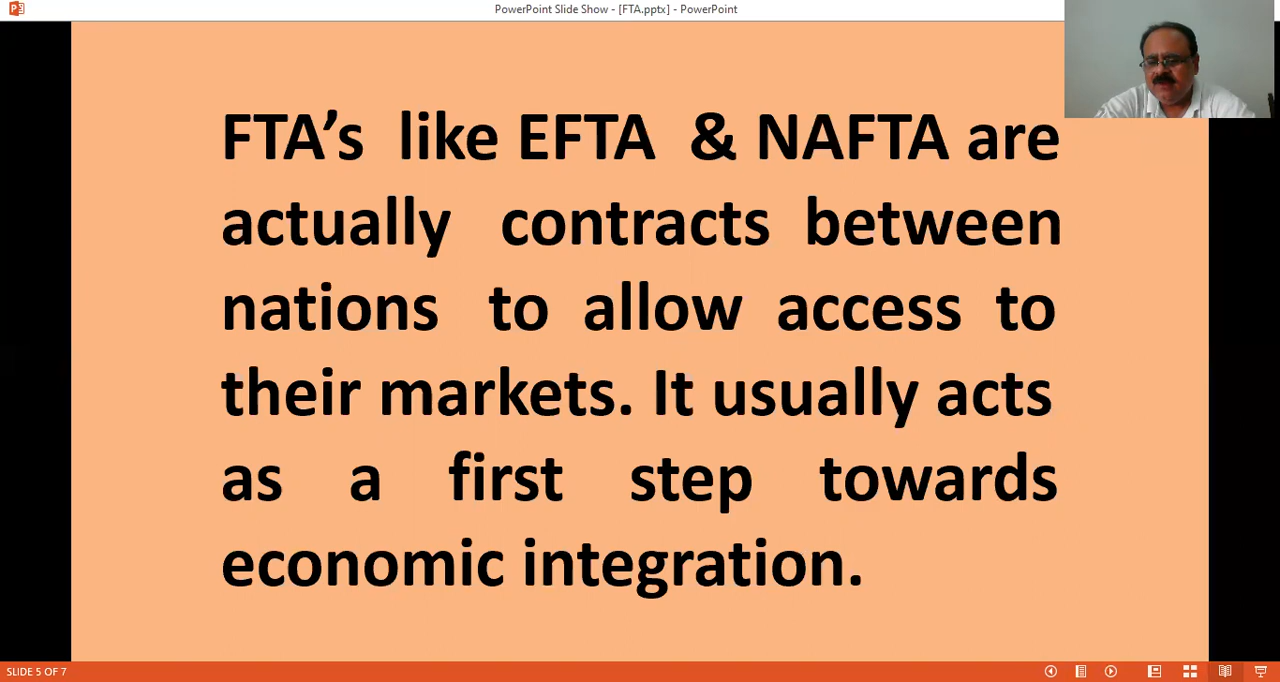 PowerPoint Slide Show - [FTA.pptx] - PowerPoint
FTA’s like EFTA & NAFTA are
actually contracts between
nations to allow access to
their markets. It usually acts
as a first step towards
economic integration.
SLIDE 5 OF 7